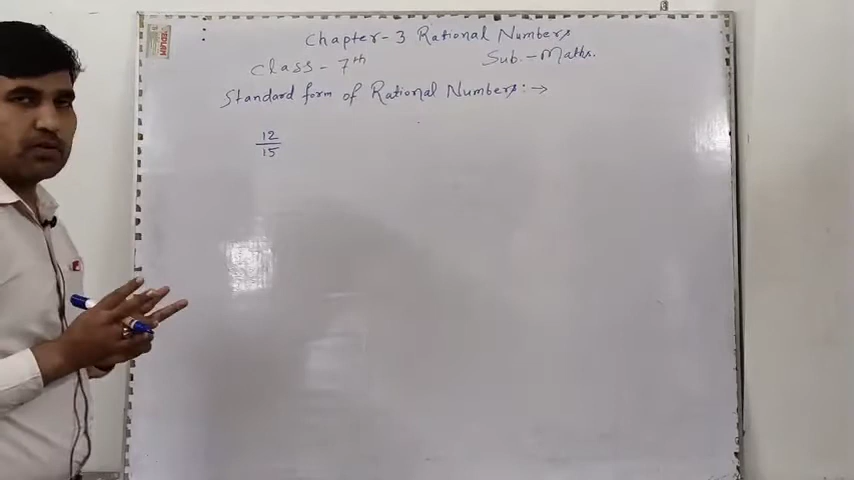 Chapter-3 Rational Numbers
Class - 7th Sub. - Maths.
Standard form of Rational Numbers :- →
12
15